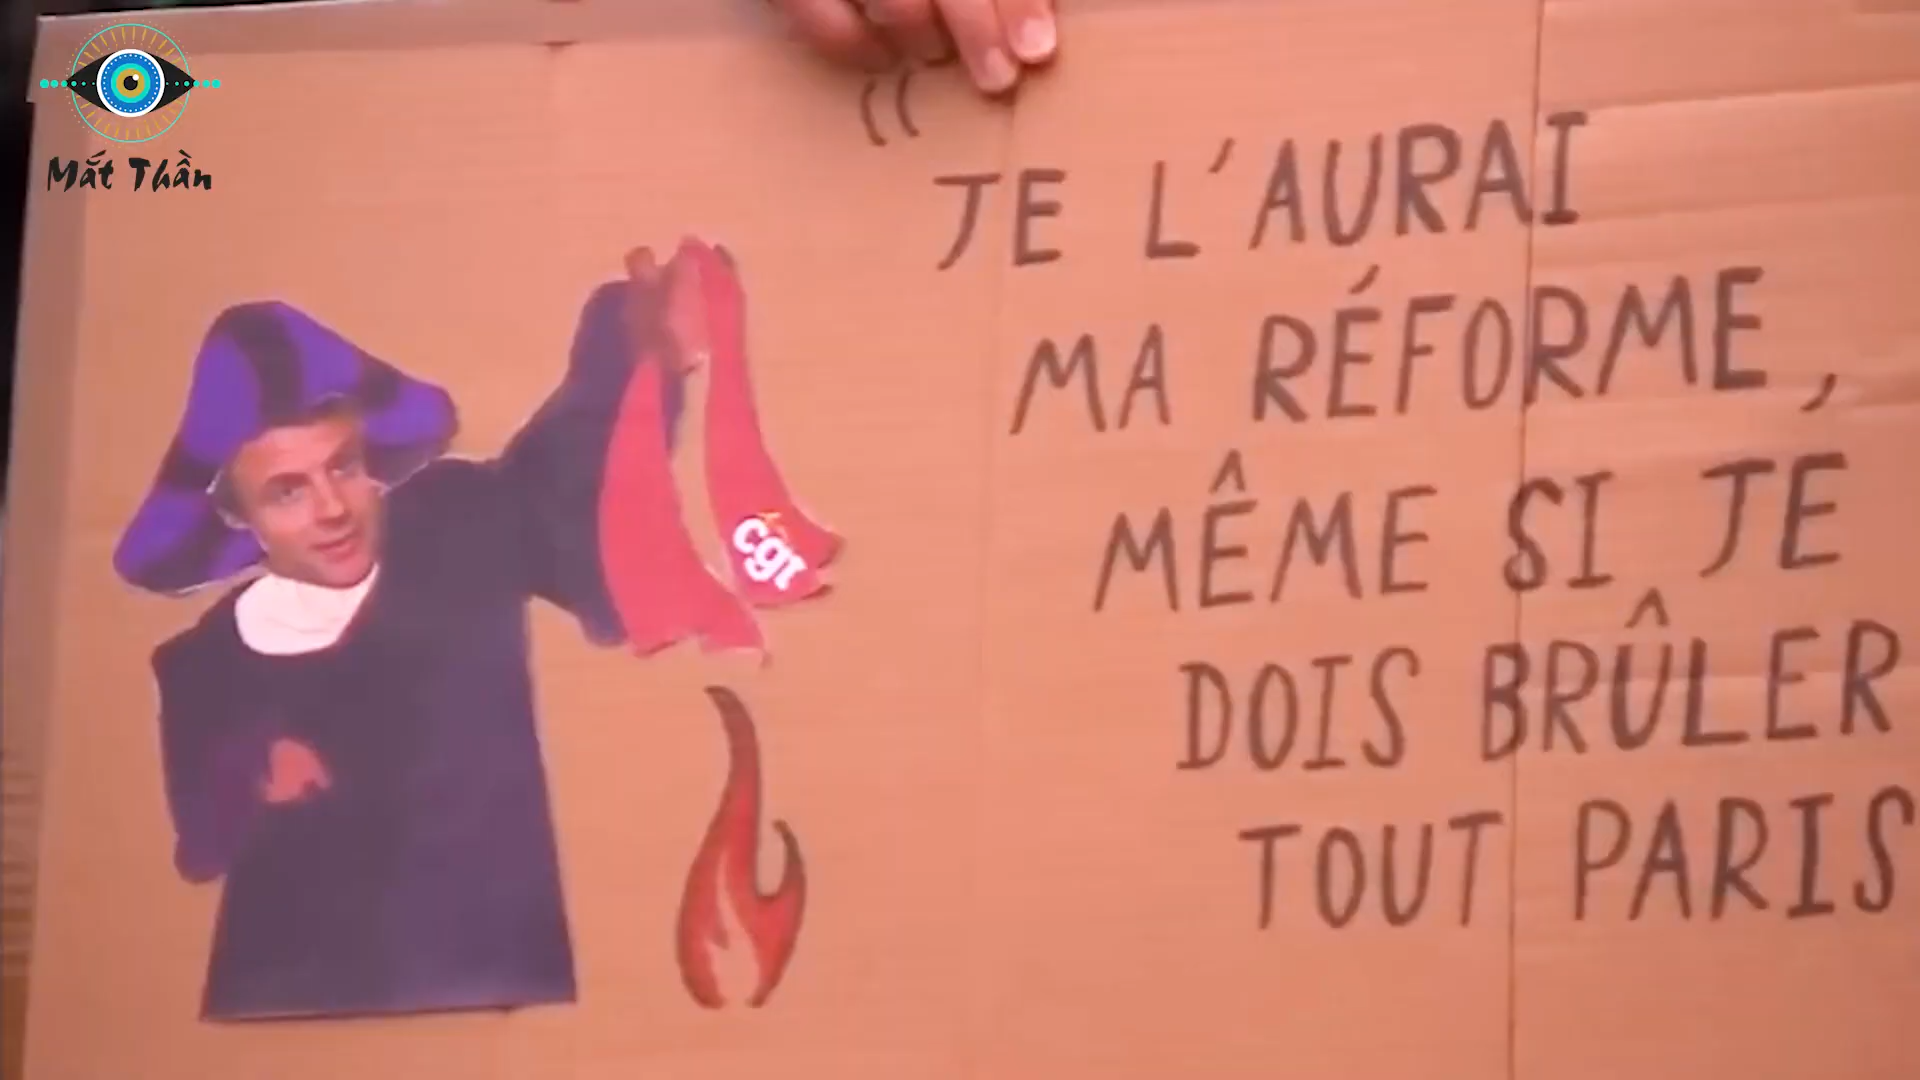 Mắt Thần
“
JE L'AURAI
MA RÉFORME,
MÊME SI JE
DOIS BRÛLER
TOUT PARIS
cgt